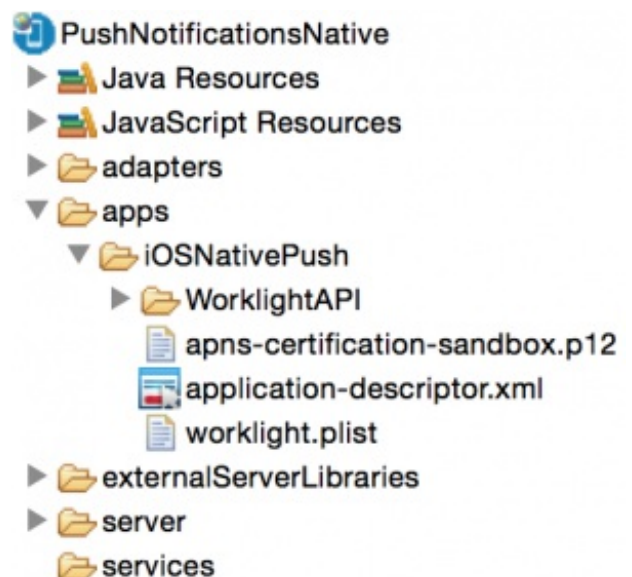 PushNotificationsNative
Java Resources
JavaScript Resources
adapters
apps
iOSNativePush
WorklightAPI
apns-certification-sandbox.p12
application-descriptor.xml
worklight.plist
externalServerLibraries
server
services